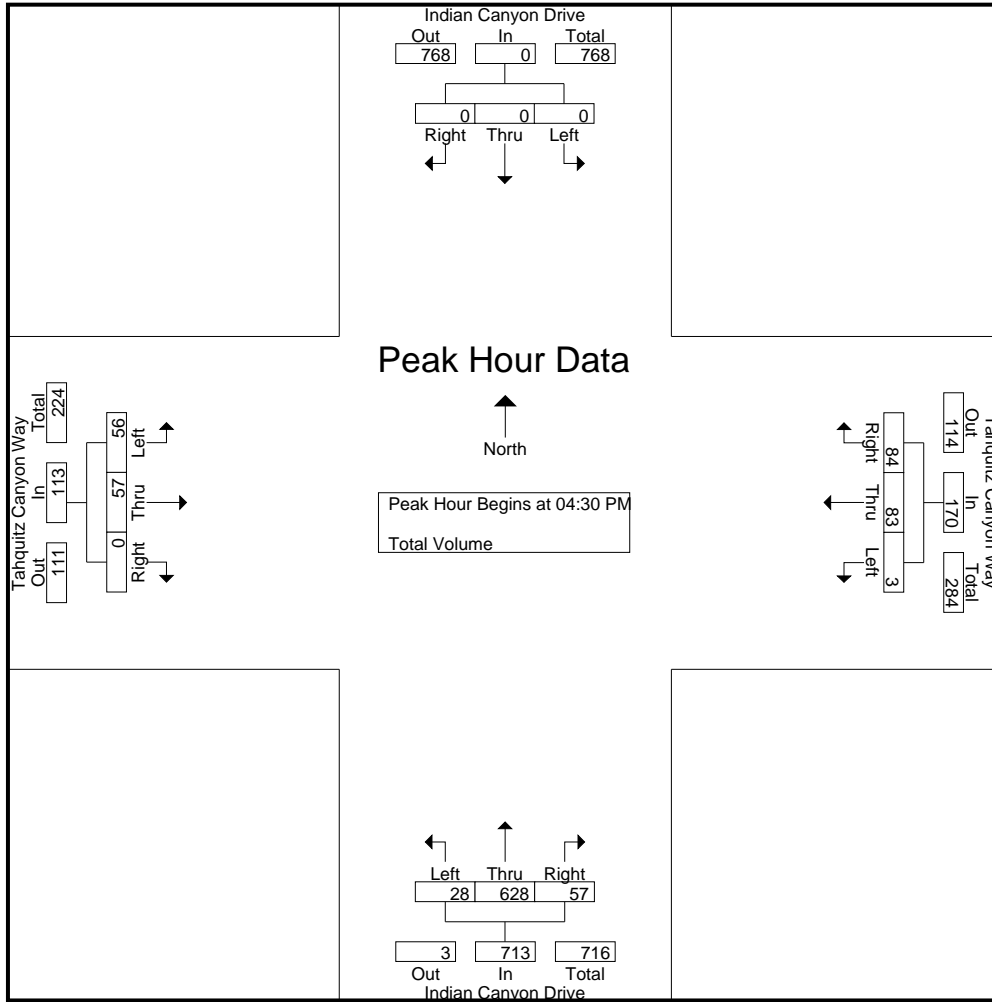 Indian Canyon Drive
Out In Total
768 0 768
0 0 0
Right Thru Left
Peak Hour Data
North
Peak Hour Begins at 04:30 PM
Total Volume
Tahquitz Canyon Way
Total In Out
224 113 111
56 57 0
Left Thru Right
Tahquitz Canyon Way
Out In Total
114 170 284
84 83 3
Right Thru Left
Left Thru Right
28 628 57
3 713 716
Out In Total
Indian Canyon Drive